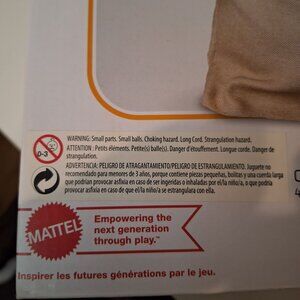 WARNING: Small parts. Small balls. Choking hazard. Long Cord. Strangulation hazard.
ATTENTION : Petits éléments. Petite(s) balle(s). Danger d'étouffement. Longue corde. Danger de
strangulation.
ADVERTENCIA: PELIGRO DE ATRAGANTAMIENTO/PELIGRO DE ESTRANGULAMIENTO. Juguete no
recomendado para menores de 3 años, porque contiene piezas pequeñas, bolitas y una cuerda larga
que podrían provocar asfixia en caso de ser ingeridas o inhaladas por el/la niño/a, o que podría
provocar asfixia en caso de se estrangulara con ella.
0-3
MATTEL
Empowering the
next generation
through play.™
Inspirer les futures générations par le jeu.